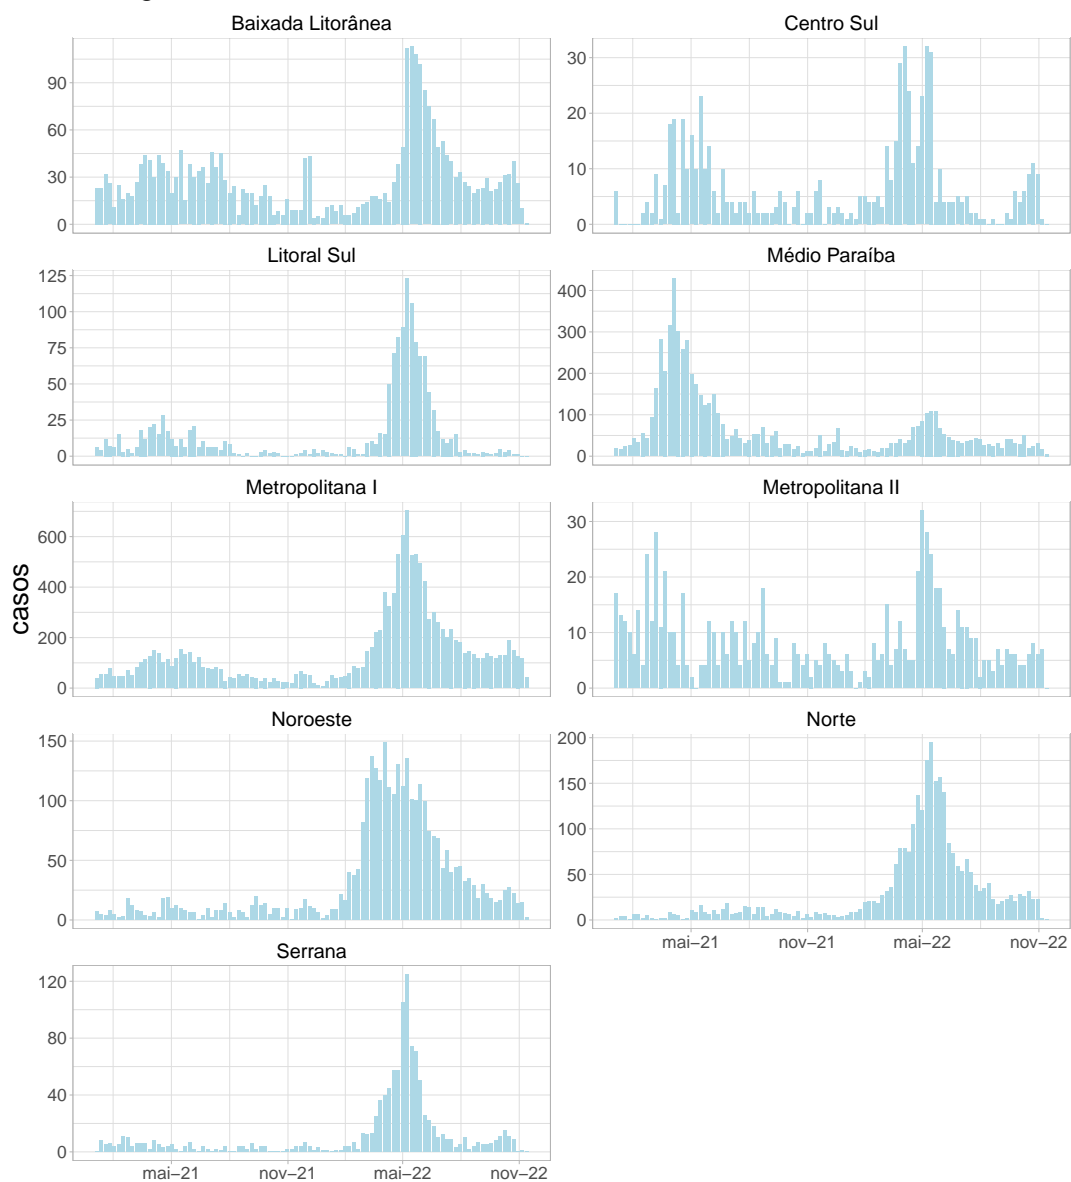 Baixada Litorânea
Centro Sul
90
60
30
0
30
20
10
0
Litoral Sul
Médio Paraíba
125
100
75
50
25
0
400
300
200
100
0
Metropolitana I
Metropolitana II
600
400
200
0
30
20
10
0
casos
Noroeste
Norte
150
100
50
0
200
150
100
50
0
mai–21
nov–21
mai–22
nov–22
Serrana
120
80
40
0
mai–21
nov–21
mai–22
nov–22